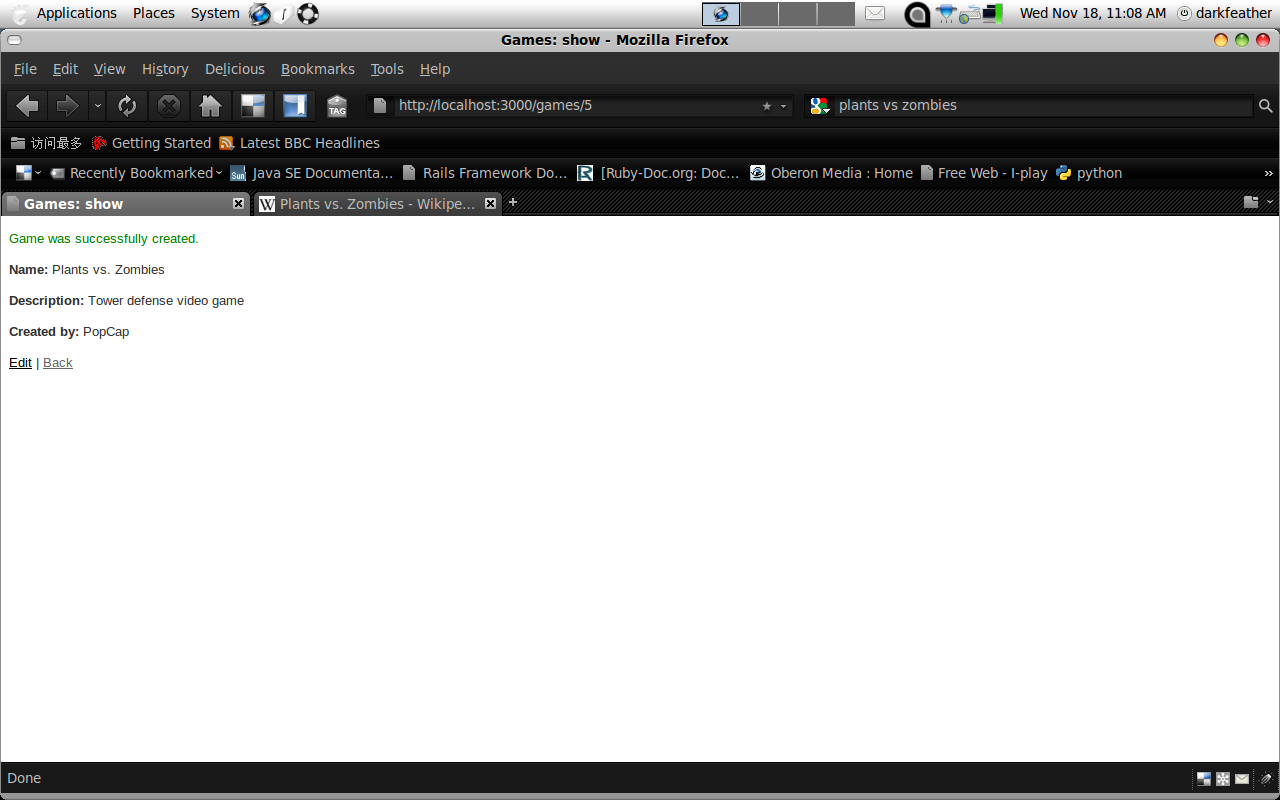 Applications Places System Wed Nov 18, 11:08 AM darkfeather
Games: show - Mozilla Firefox
File Edit View History Delicious Bookmarks Tools Help
TAG http://localhost:3000/games/5 plants vs zombies
访问最多 Getting Started Latest BBC Headlines
Recently Bookmarked Sun Java SE Documenta... Rails Framework Do... [Ruby-Doc.org: Doc... Oberon Media : Home Free Web - I-play python »
Games: show W Plants vs. Zombies - Wikipe... +
Game was successfully created.
Name: Plants vs. Zombies
Description: Tower defense video game
Created by: PopCap
Edit | Back
Done